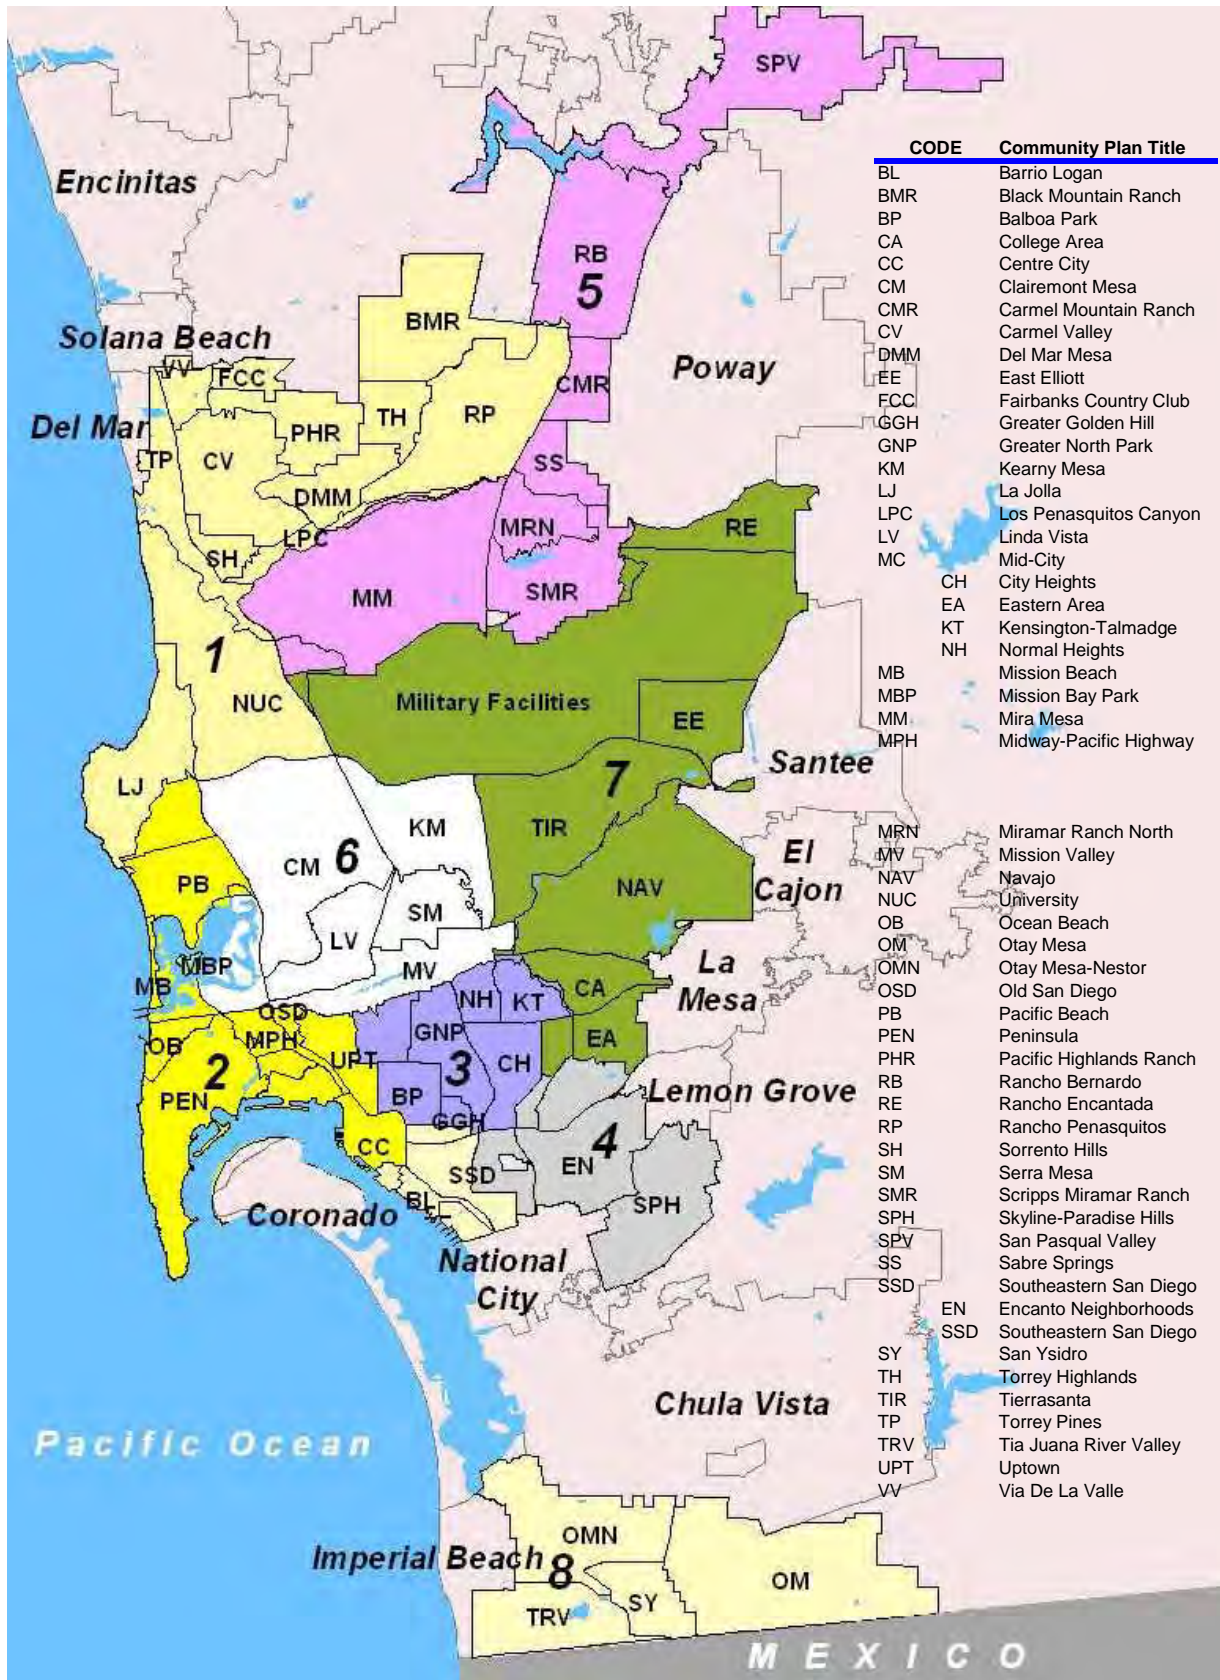 SPV
CODE Community Plan Title
BL Barrio Logan
BMR Black Mountain Ranch
BP Balboa Park
CA College Area
CC Centre City
CM Clairemont Mesa
CMR Carmel Mountain Ranch
CV Carmel Valley
DMM Del Mar Mesa
EE East Elliott
FCC Fairbanks Country Club
GGH Greater Golden Hill
GNP Greater North Park
KM Kearny Mesa
LJ La Jolla
LPC Los Penasquitos Canyon
LV Linda Vista
MC Mid-City
CH City Heights
EA Eastern Area
KT Kensington-Talmadge
NH Normal Heights
MB Mission Beach
MBP Mission Bay Park
MM Mira Mesa
MPH Midway-Pacific Highway
MRN Miramar Ranch North
MV Mission Valley
NAV Navajo
NUC University
OB Ocean Beach
OM Otay Mesa
OMN Otay Mesa-Nestor
OSD Old San Diego
PB Pacific Beach
PEN Peninsula
PHR Pacific Highlands Ranch
RB Rancho Bernardo
RE Rancho Encantada
RP Rancho Penasquitos
SH Sorrento Hills
SM Serra Mesa
SMR Scripps Miramar Ranch
SPH Skyline-Paradise Hills
SPV San Pasqual Valley
SS Sabre Springs
SSD Southeastern San Diego
EN Encanto Neighborhoods
SSD Southeastern San Diego
SY San Ysidro
TH Torrey Highlands
TIR Tierrasanta
TP Torrey Pines
TRV Tia Juana River Valley
UPT Uptown
VV Via De La Valle
Encinitas
RB
5
BMR
Solana Beach
VV
FCC
Poway
CMR
Del Mar
TH
RP
PHR
TP
CV
SS
DMM
MRN
RE
LPC
SH
SMR
MM
1
NUC
Military Facilities
EE
Santee
LJ
7
KM
TIR
El
Cajon
CM
6
PB
NAV
SM
LV
MV
MBP
MB
La
Mesa
CA
NH
KT
OSD
MPH
OB
GNP
EA
UPT
2
3
CH
PEN
BP
Lemon Grove
GGH
CC
4
EN
SSD
BL
SPH
Coronado
National
City
Chula Vista
Pacific Ocean
OMN
Imperial Beach
8
OM
SY
TRV
MEXICO